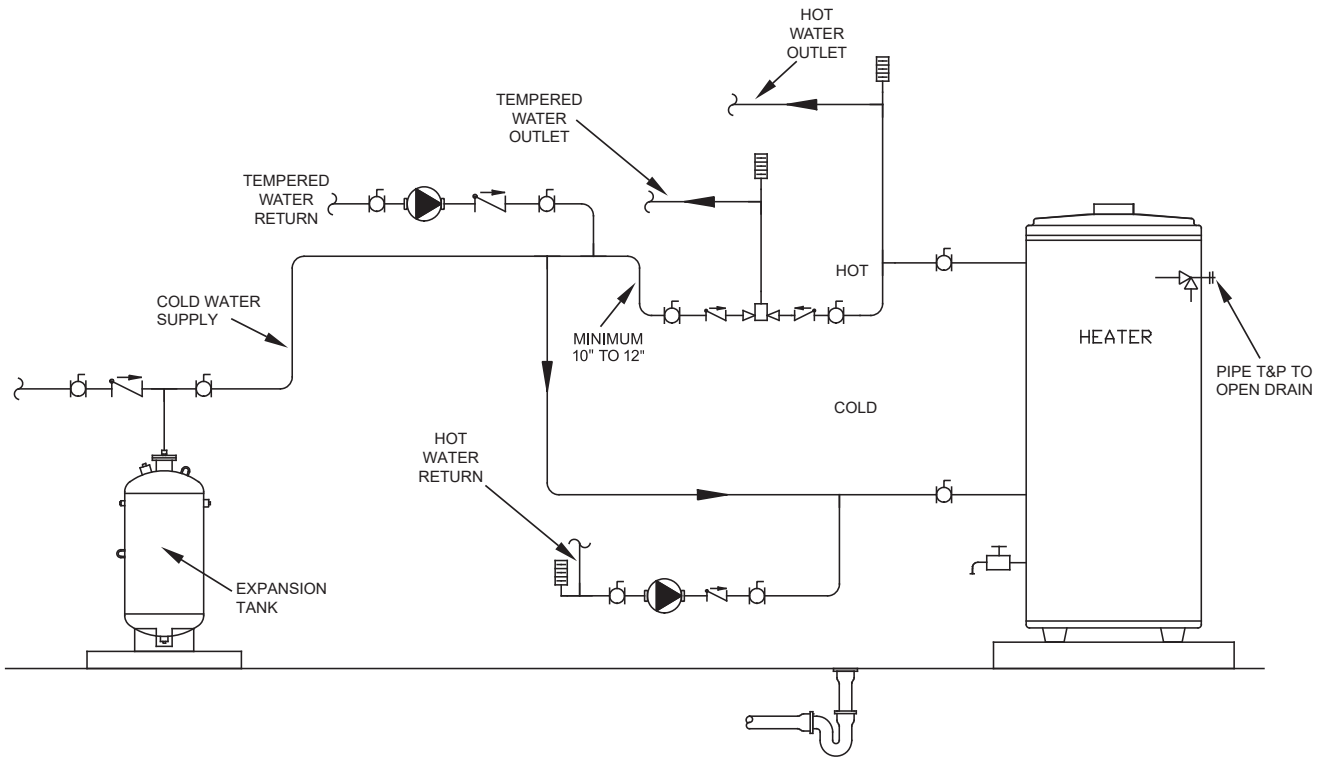 HOT
WATER
OUTLET
TEMPERED
WATER
OUTLET
TEMPERED
WATER
RETURN
COLD WATER
SUPPLY
HOT
MINIMUM
10" TO 12"
HEATER
PIPE T&P TO
OPEN DRAIN
COLD
HOT
WATER
RETURN
EXPANSION
TANK